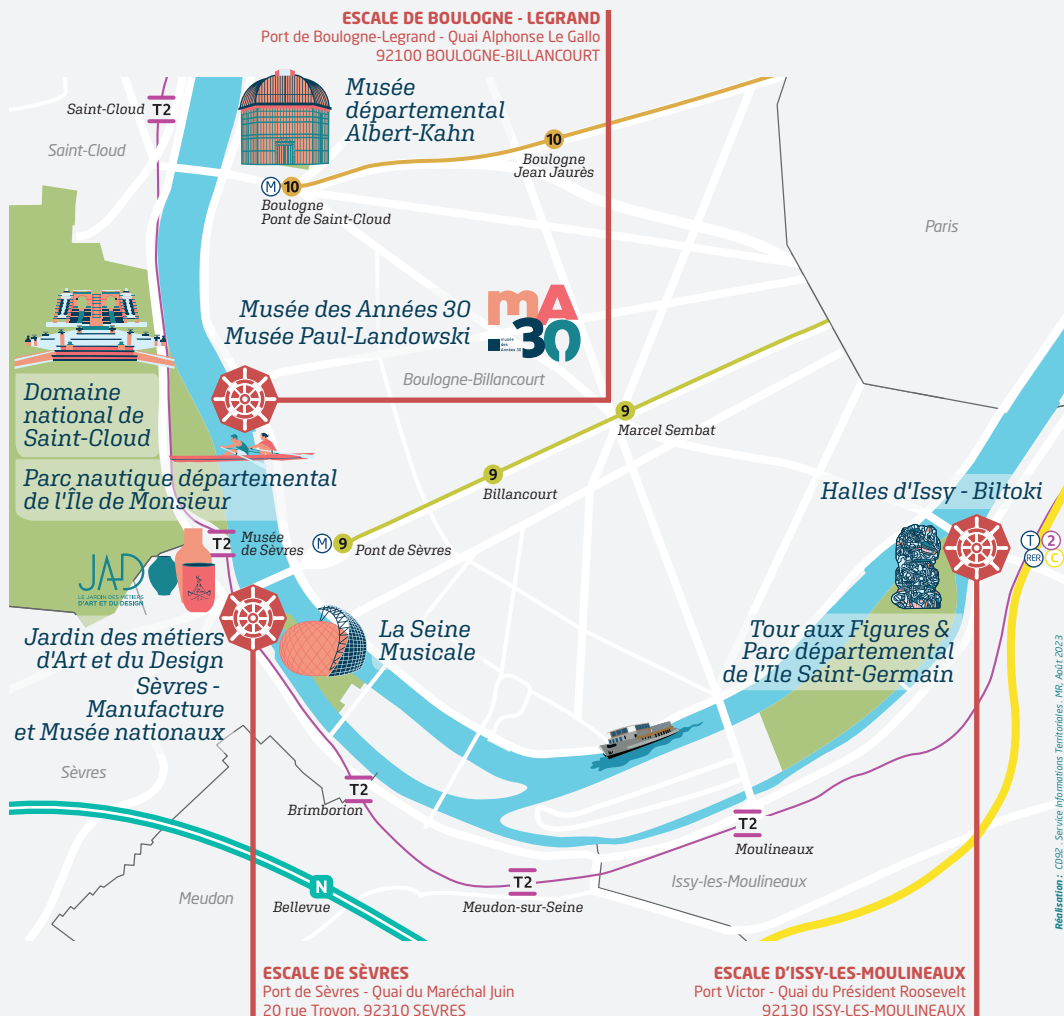 ESCALE DE BOULOGNE - LEGRAND
Port de Boulogne-Legrand - Quai Alphonse Le Gallo
92100 BOULOGNE-BILLANCOURT
Musée
départemental
Albert-Kahn
Saint-Cloud T2
Saint-Cloud
10
Boulogne
Jean Jaurès
M 10
Boulogne
Pont de Saint-Cloud
Paris
Musée des Années 30
Musée Paul-Landowski
mA
.30
musée
des
Années 30
Boulogne-Billancourt
Domaine
national de
Saint-Cloud
9
Marcel Sembat
Parc nautique départemental
de l'Île de Monsieur
9
Billancourt
Halles d'Issy - Biltoki
T2 Musée
de Sèvres
M 9 Pont de Sèvres
T 2
RER C
JAD
LE JARDIN DES MÉTIERS
D'ART ET DU DESIGN
La Seine
Musicale
Jardin des métiers
d'Art et du Design
Sèvres -
Manufacture
et Musée nationaux
Tour aux Figures &
Parc départemental
de l'Ile Saint-Germain
Sèvres
T2
Brimborion
T2
Moulineaux
Meudon
N
Bellevue
T2
Meudon-sur-Seine
Issy-les-Moulineaux
Réalisation : CD92 . Service Informations Territoriales . MR. Août 2023
ESCALE DE SÈVRES
Port de Sèvres - Quai du Maréchal Juin
20 rue Troyon, 92310 SEVRES
ESCALE D'ISSY-LES-MOULINEAUX
Port Victor - Quai du Président Roosevelt
92130 ISSY-LES-MOULINEAUX